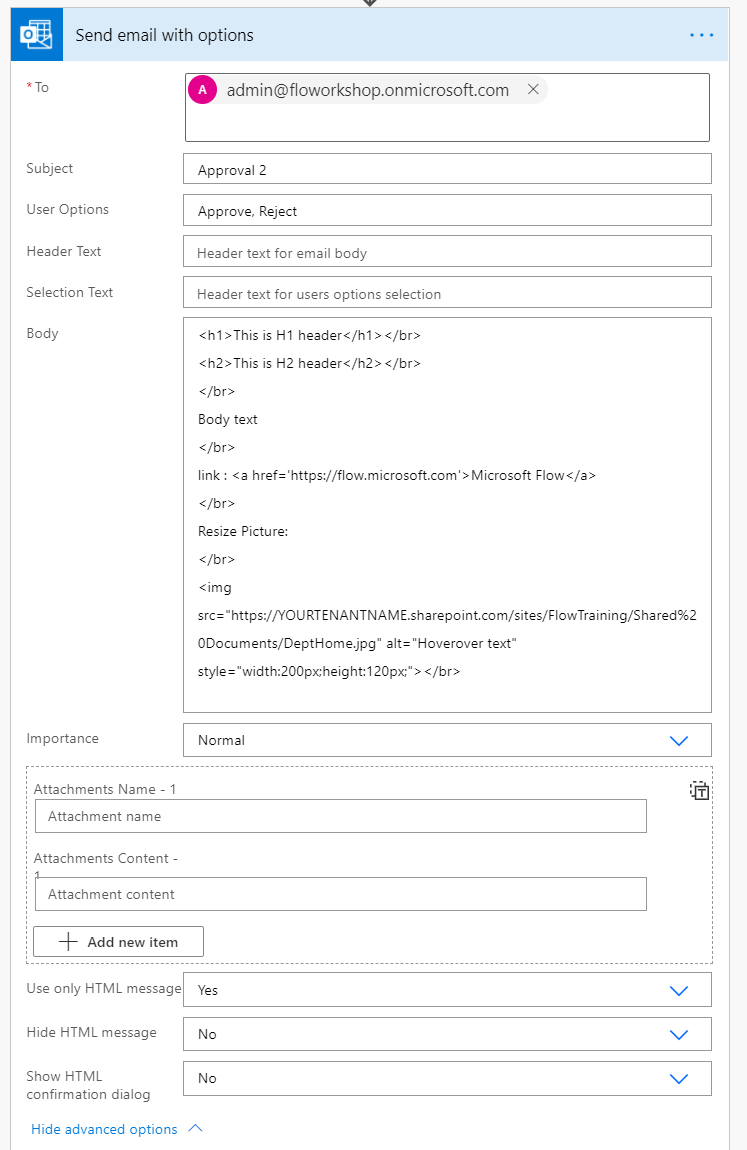 Send email with options
* To
A admin@floworkshop.onmicrosoft.com
Subject
Approval 2
User Options
Approve, Reject
Header Text
Header text for email body
Selection Text
Header text for users options selection
Body
<h1>This is H1 header</h1></br>
<h2>This is H2 header</h2></br>
</br>
Body text
</br>
link : <a href='https://flow.microsoft.com'>Microsoft Flow</a>
</br>
Resize Picture:
</br>
<img
src="https://YOURTENANTNAME.sharepoint.com/sites/FlowTraining/Shared%2
0Documents/DeptHome.jpg" alt="Hoverover text"
style="width:200px;height:120px;"></br>
Importance
Normal
Attachments Name - 1
Attachment name
Attachments Content -
1
Attachment content
Add new item
Use only HTML message
Yes
Hide HTML message
No
Show HTML
confirmation dialog
No
Hide advanced options